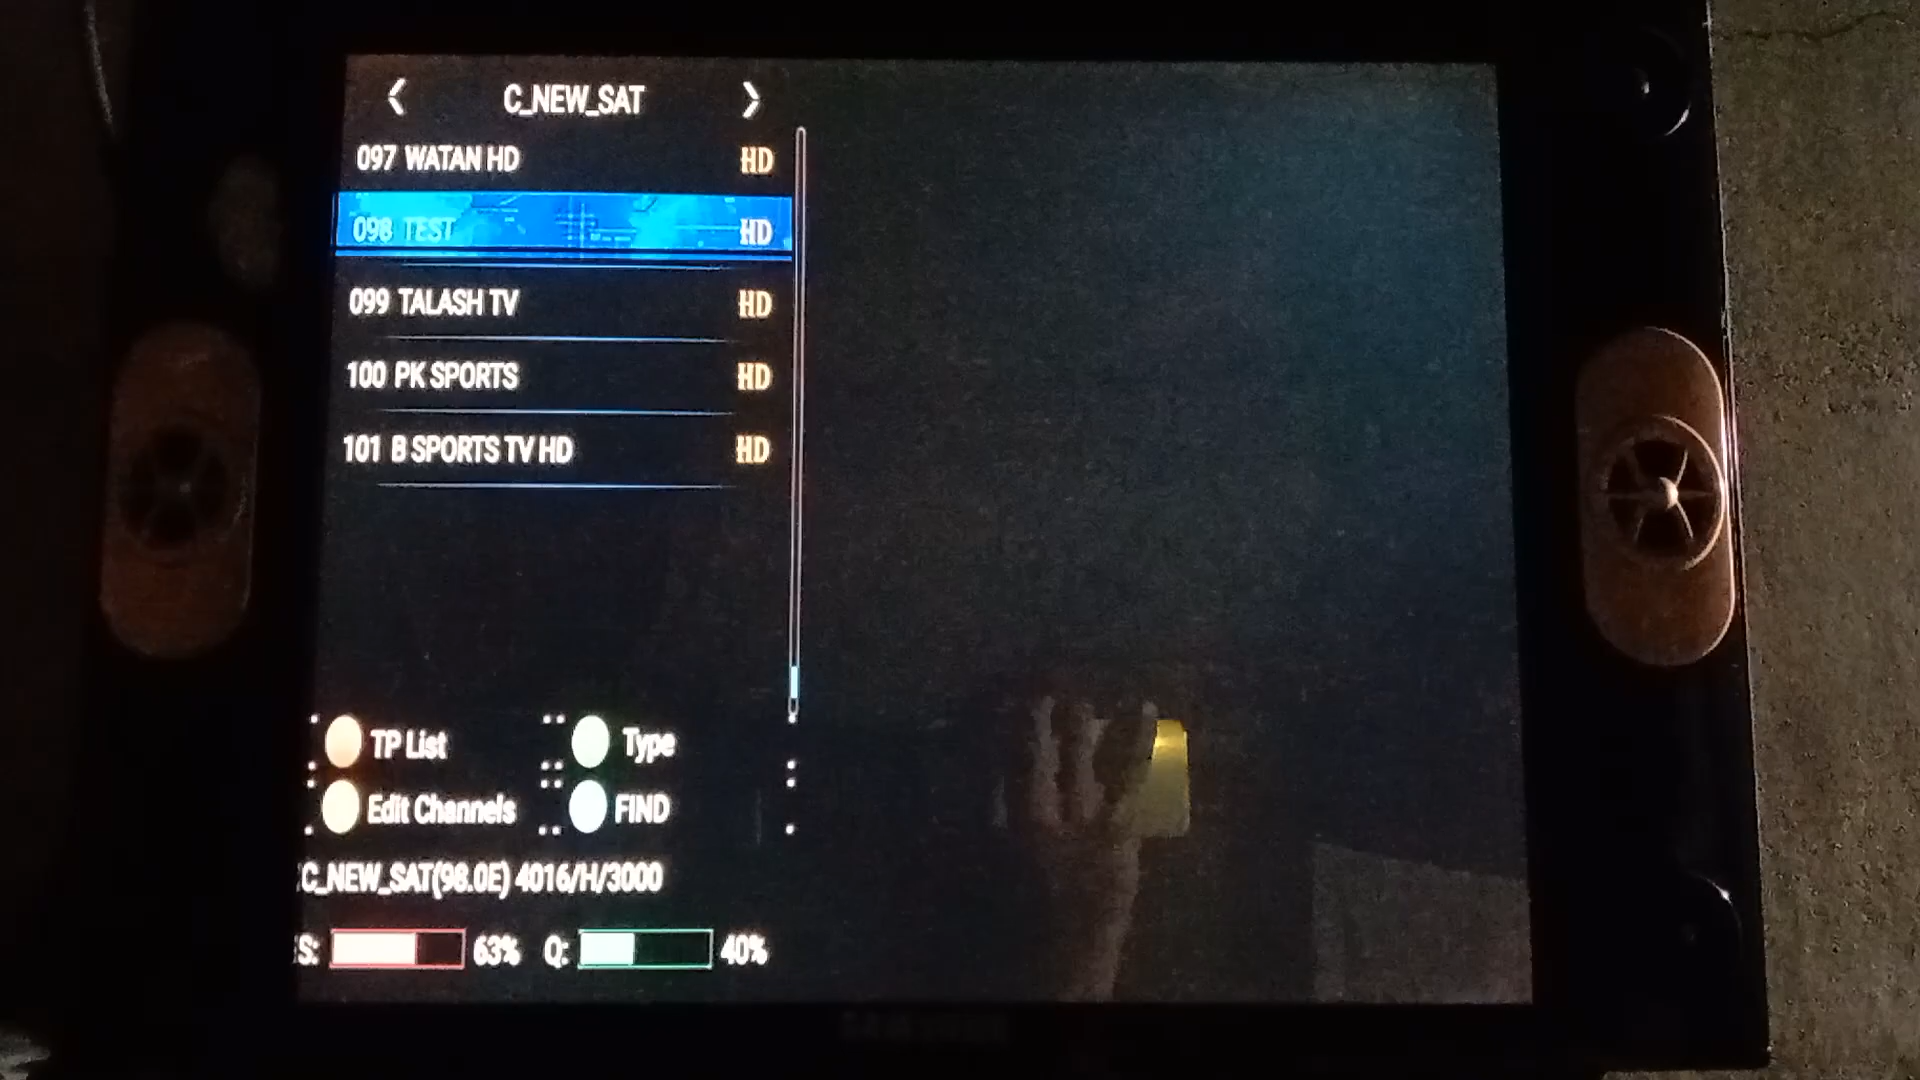 C_NEW_SAT
097 WATAN HD HD
098 TEST HD
099 TALASH TV HD
100 PK SPORTS HD
101 B SPORTS TV HD HD
TP List Type
Edit Channels FIND
C_NEW_SAT(98.0E) 4016/H/3000
S: 63% Q: 40%